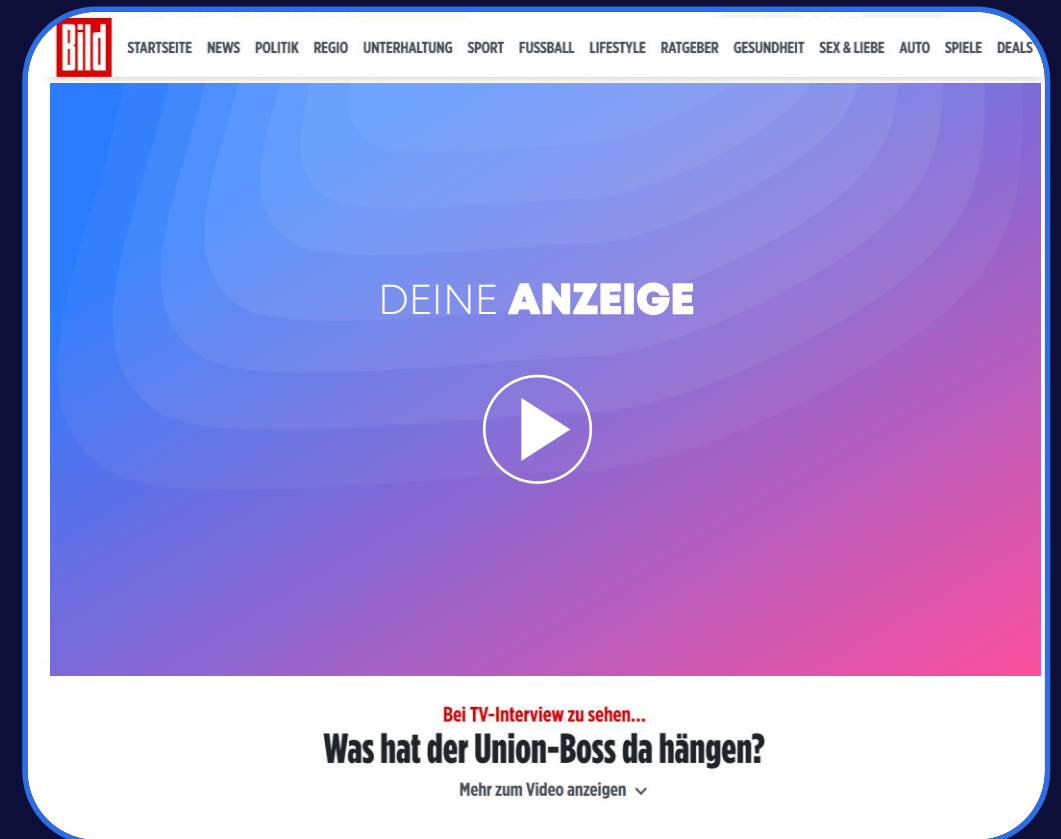 Bild
STARTSEITE NEWS POLITIK REGIO UNTERHALTUNG SPORT FUSSBALL LIFESTYLE RATGEBER GESUNDHEIT SEX & LIEBE AUTO SPIELE DEALS
DEINE ANZEIGE
Bei TV-Interview zu sehen...
Was hat der Union-Boss da hängen?
Mehr zum Video anzeigen